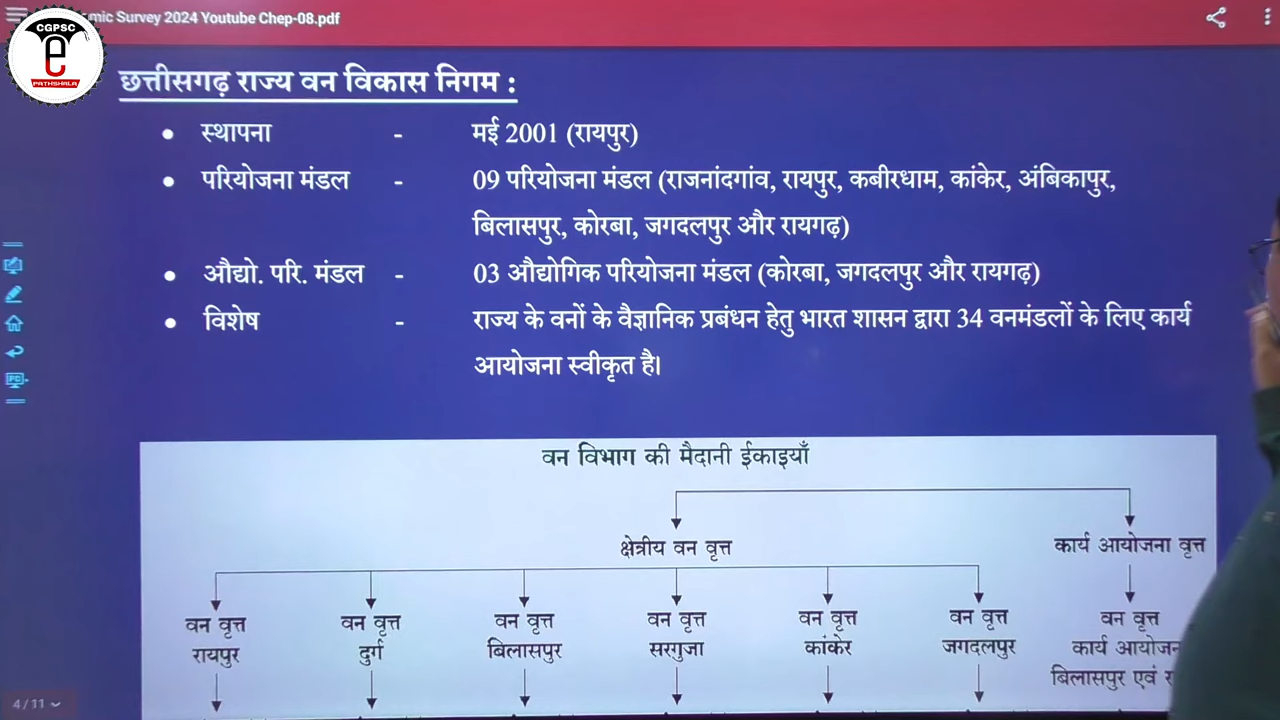 mic Survey 2024 Youtube Chep-08.pdf
CGPSC
e
PATHSHALA
छत्तीसगढ़ राज्य वन विकास निगम :
• स्थापना - मई 2001 (रायपुर)
• परियोजना मंडल - 09 परियोजना मंडल (राजनांदगांव, रायपुर, कबीरधाम, कांकेर, अंबिकापुर,
बिलासपुर, कोरबा, जगदलपुर और रायगढ़)
• औद्यो. परि. मंडल - 03 औद्योगिक परियोजना मंडल (कोरबा, जगदलपुर और रायगढ़)
• विशेष - राज्य के वनों के वैज्ञानिक प्रबंधन हेतु भारत शासन द्वारा 34 वनमंडलों के लिए कार्य
आयोजना स्वीकृत है।
वन विभाग की मैदानी ईकाइयाँ
क्षेत्रीय वन वृत्त
कार्य आयोजना वृत्त
वन वृत्त
रायपुर
वन वृत्त
दुर्ग
वन वृत्त
बिलासपुर
वन वृत्त
सरगुजा
वन वृत्त
कांकेर
वन वृत्त
जगदलपुर
वन वृत्त
कार्य आयोजन
बिलासपुर एवं
PC
4 / 11